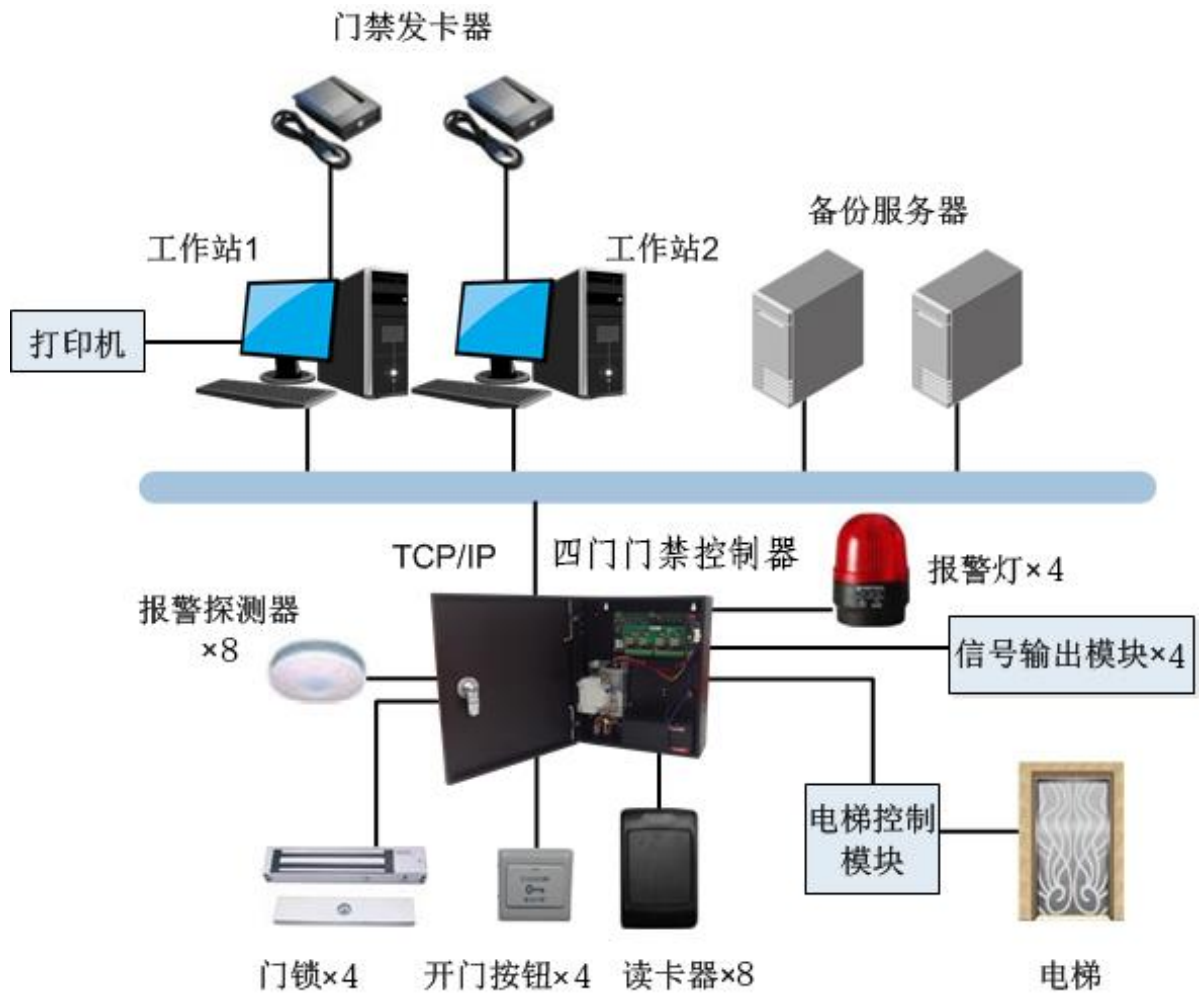 门禁发卡器
工作站1
工作站2
备份服务器
打印机
TCP/IP
四门门禁控制器
报警灯×4
报警探测器
×8
信号输出模块×4
电梯控制
模块
门锁×4
开门按钮×4
读卡器×8
电梯